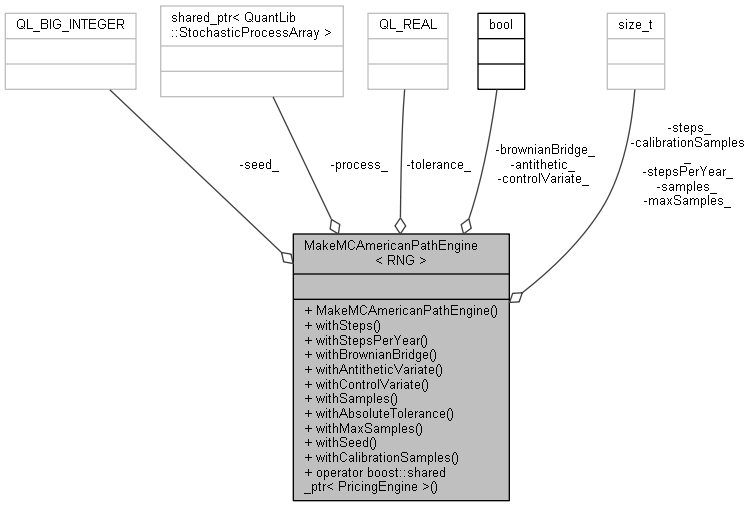 QL_BIG_INTEGER
shared_ptr< QuantLib
::StochasticProcessArray >
QL_REAL
bool
size_t
-seed_
-process_
-tolerance_
-brownianBridge_
-antithetic_
-controlVariate_
-steps_
-calibrationSamples
_
-stepsPerYear_
-samples_
-maxSamples_
MakeMCAmericanPathEngine
< RNG >
+ MakeMCAmericanPathEngine()
+ withSteps()
+ withStepsPerYear()
+ withBrownianBridge()
+ withAntitheticVariate()
+ withControlVariate()
+ withSamples()
+ withAbsoluteTolerance()
+ withMaxSamples()
+ withSeed()
+ withCalibrationSamples()
+ operator boost::shared
_ptr< PricingEngine >()